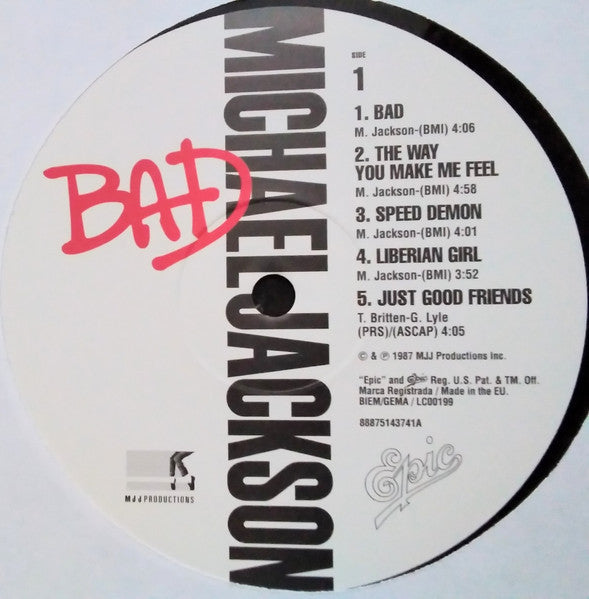 BAD
MICHAEL JACKSON
SIDE
1
1. BAD
M. Jackson-(BMI) 4:06
2. THE WAY
YOU MAKE ME FEEL
M. Jackson-(BMI) 4:58
3. SPEED DEMON
M. Jackson-(BMI) 4:01
4. LIBERIAN GIRL
M. Jackson-(BMI) 3:52
5. JUST GOOD FRIENDS
T. Britten-G. Lyle
(PRS)/(ASCAP) 4:05
© & ℗ 1987 MJJ Productions Inc.
"Epic" and Epic Reg. U.S. Pat. & TM. Off.
Marca Registrada / Made in the EU.
BIEM/GEMA / LC00199
88875143741A
Epic
MJJ PRODUCTIONS